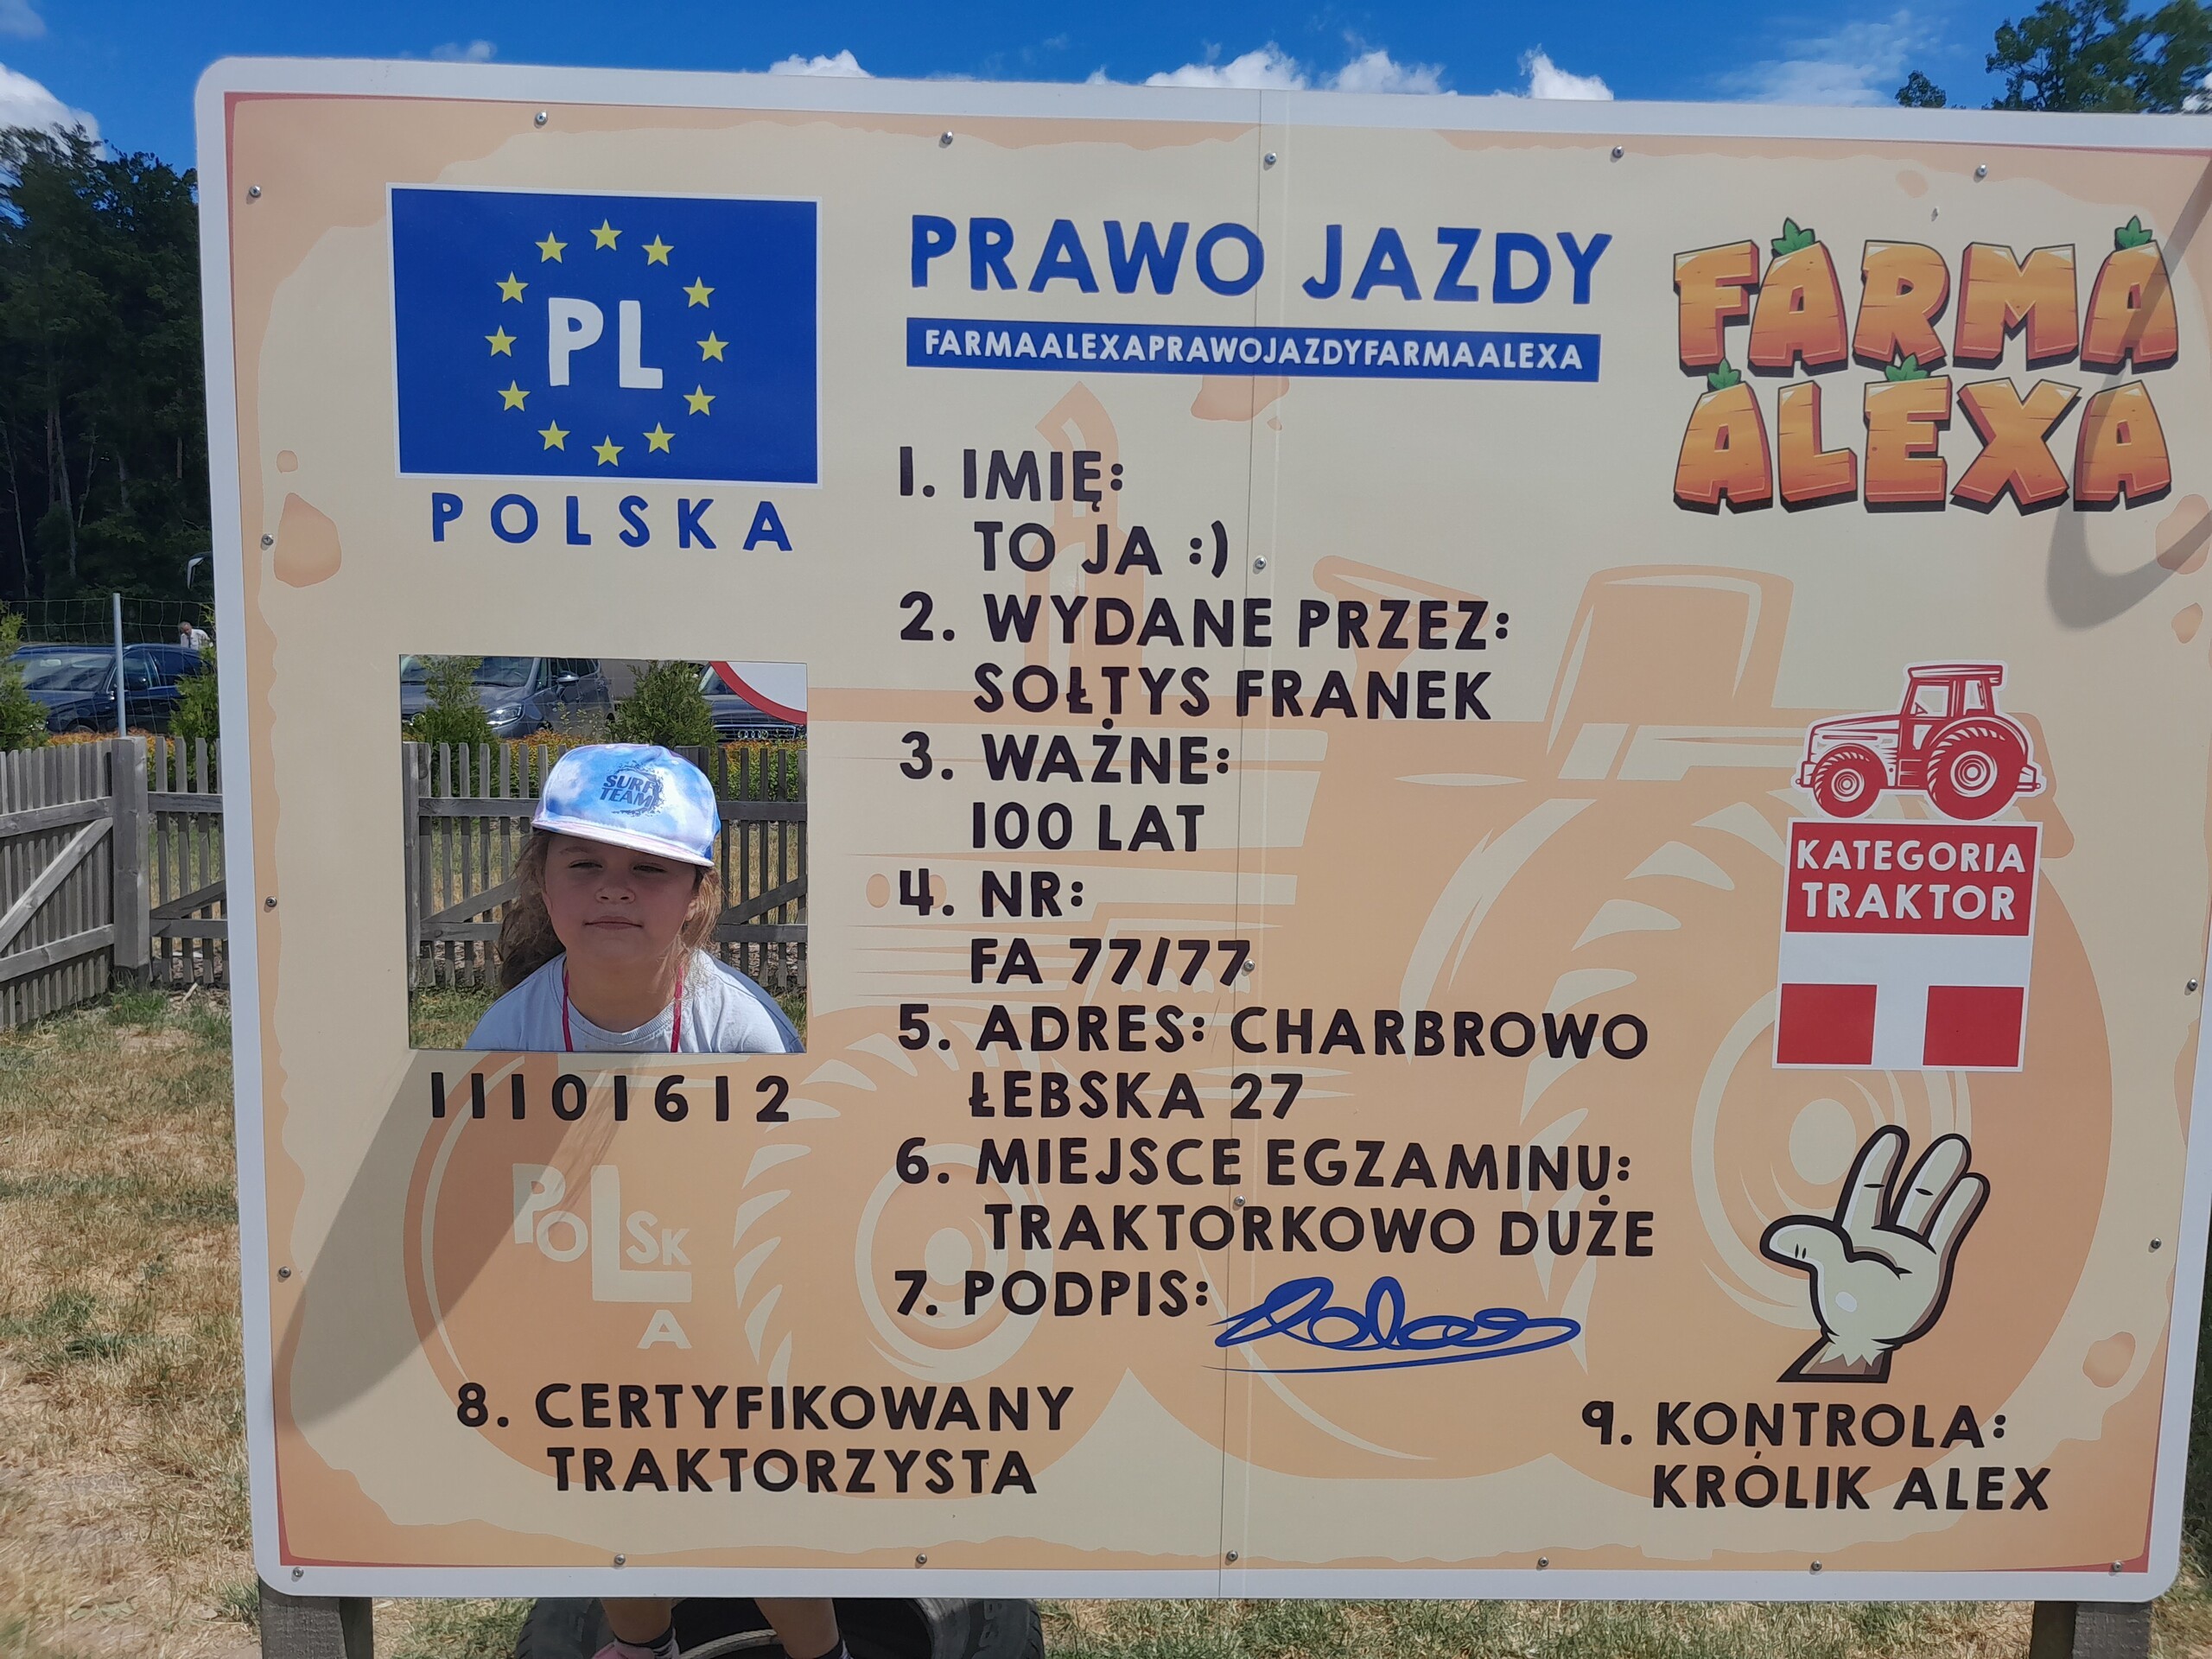 PL
POLSKA
PRAWO JAZDY
FARMAALEXAPRAWOJAZDYFARMAALEXA
FARMA
ALEXA
1. IMIĘ:
TO JA :)
2. WYDANE PRZEZ:
SOŁTYS FRANEK
3. WAŻNE:
100 LAT
4. NR:
FA 77/77
5. ADRES: CHARBROWO
ŁEBSKA 27
6. MIEJSCE EGZAMINU:
TRAKTORKOWO DUŻE
7. PODPIS:
SURF
TEAM
11101612
POLSK
A
KATEGORIA
TRAKTOR
8. CERTYFIKOWANY
TRAKTORZYSTA
9. KONTROLA:
KRÓLIK ALEX